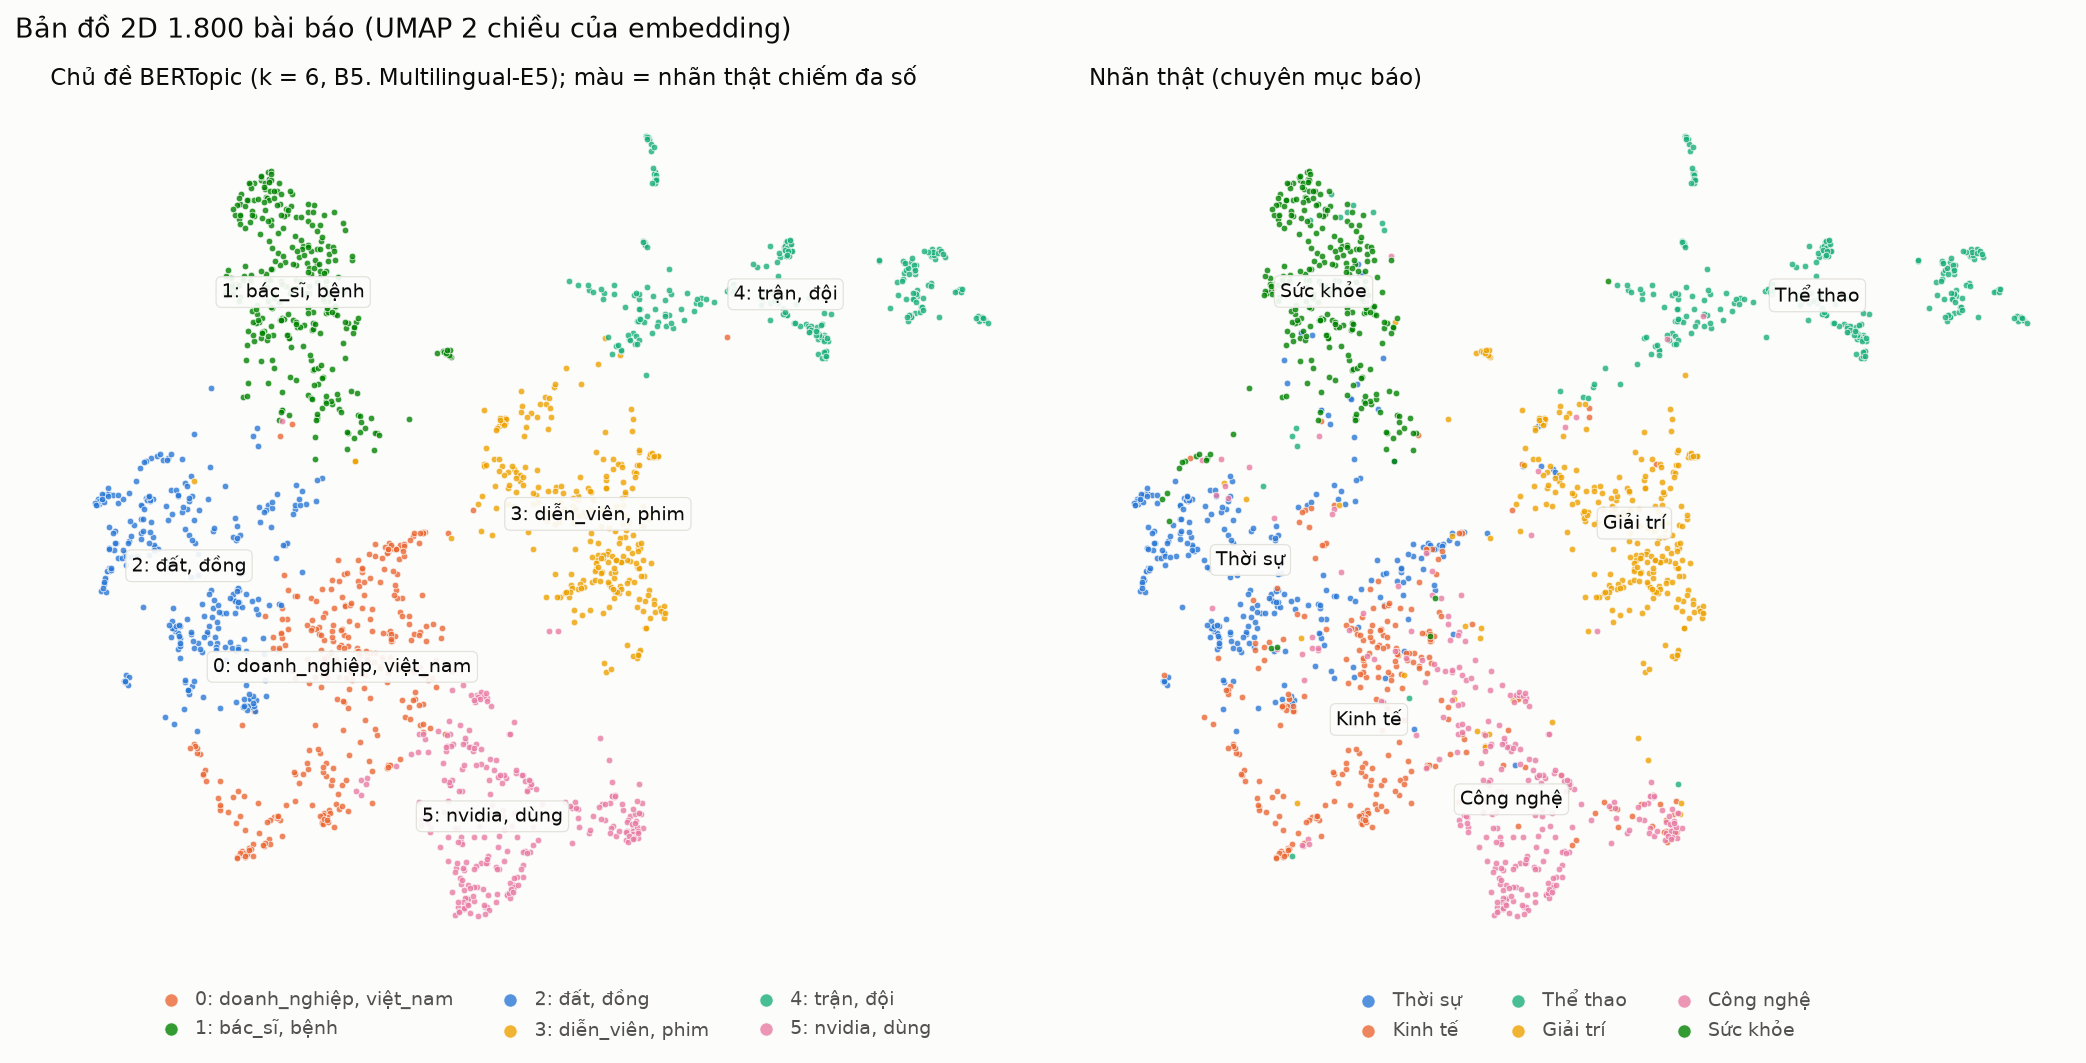 Bản đồ 2D 1.800 bài báo (UMAP 2 chiều của embedding)
Chủ đề BERTopic (k = 6, B5. Multilingual-E5); màu = nhãn thật chiếm đa số
1: bác_sĩ, bệnh
4: trận, đội
3: diễn_viên, phim
2: đất, đồng
0: doanh_nghiệp, việt_nam
5: nvidia, dùng
0: doanh_nghiệp, việt_nam
1: bác_sĩ, bệnh
2: đất, đồng
3: diễn_viên, phim
4: trận, đội
5: nvidia, dùng
Nhãn thật (chuyên mục báo)
Sức khỏe
Thể thao
Giải trí
Thời sự
Kinh tế
Công nghệ
Thời sự
Kinh tế
Thể thao
Giải trí
Công nghệ
Sức khỏe